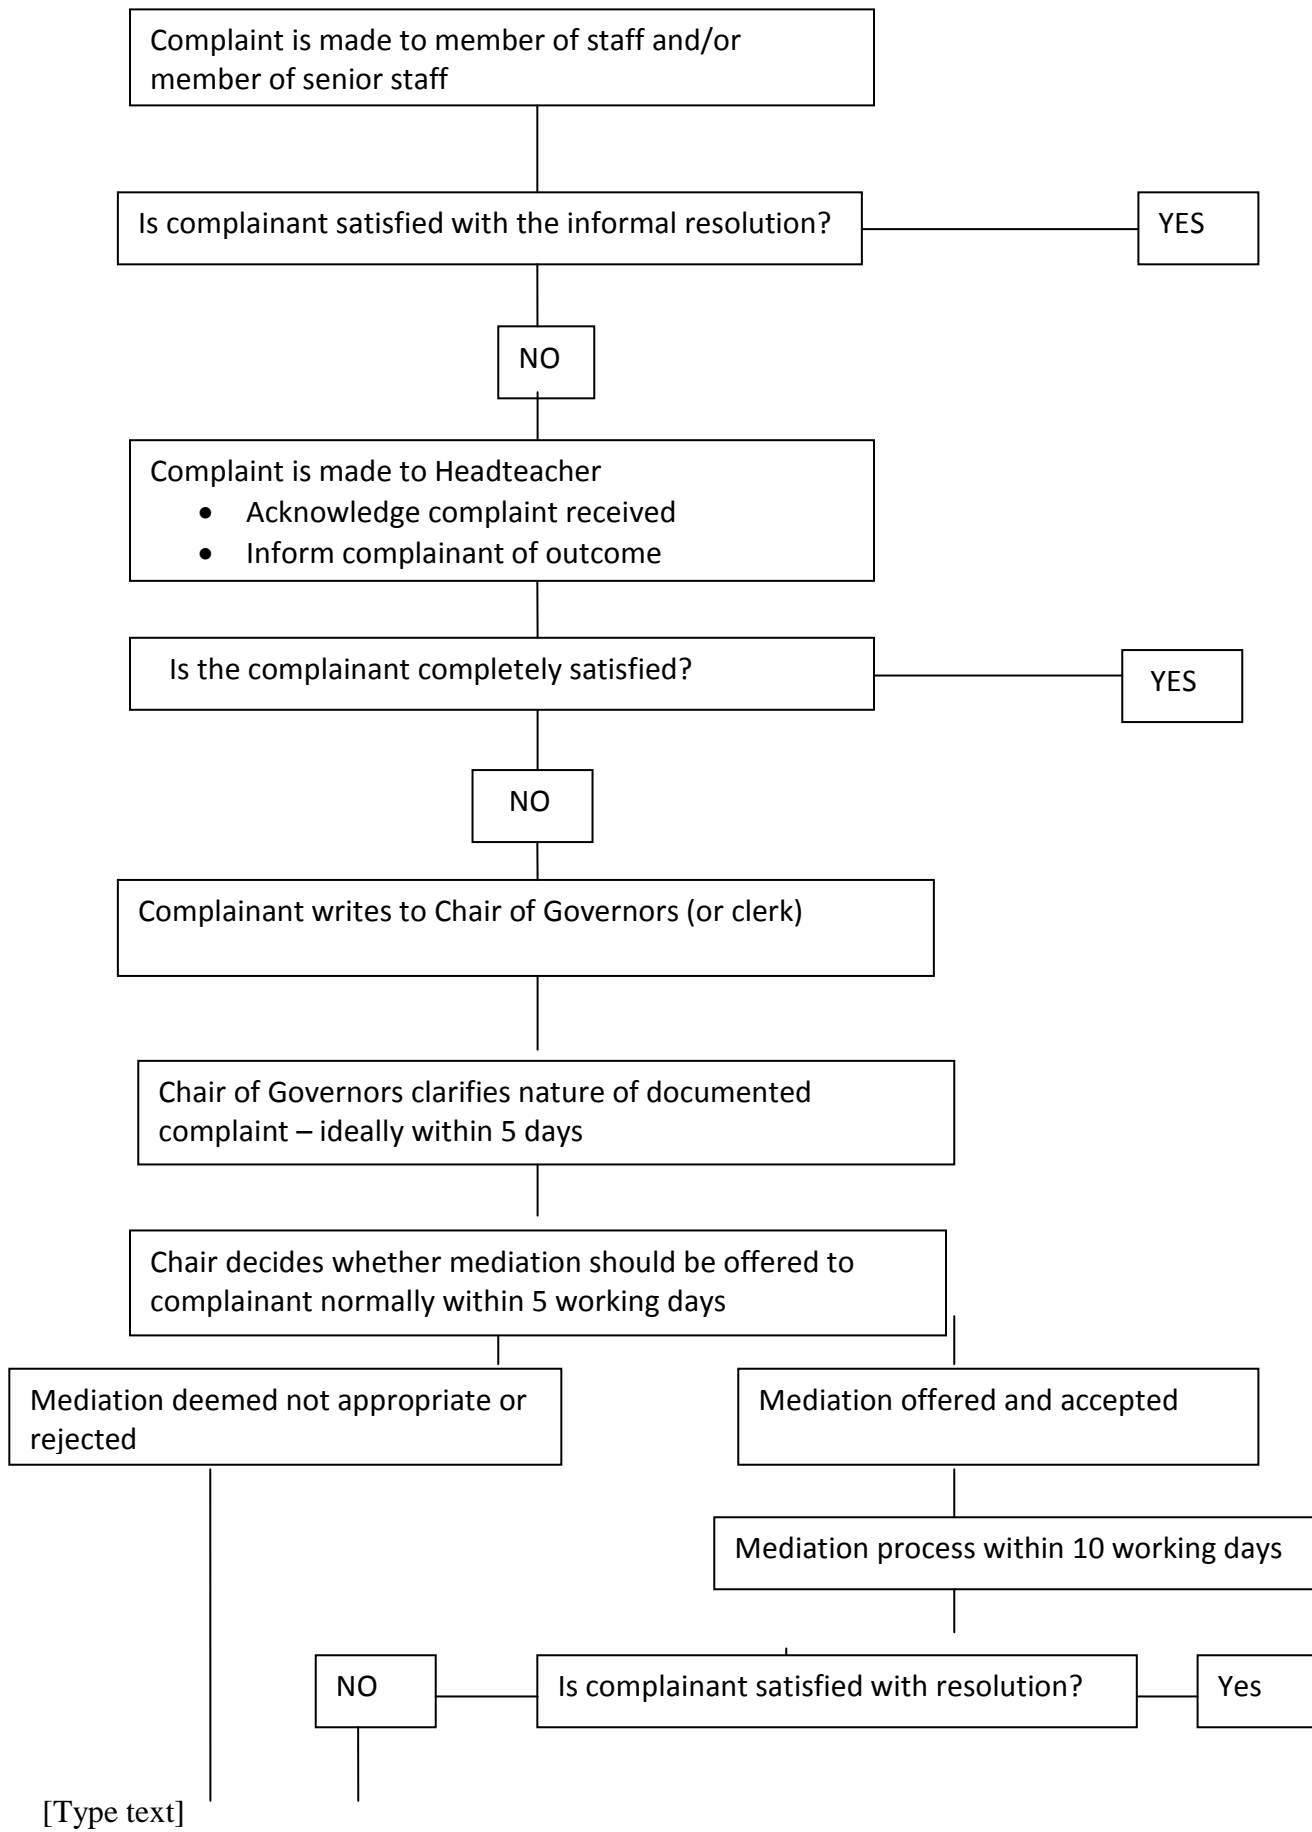 Complaint is made to member of staff and/or
member of senior staff
Is complainant satisfied with the informal resolution?
YES
NO
Complaint is made to Headteacher
• Acknowledge complaint received
• Inform complainant of outcome
Is the complainant completely satisfied?
YES
NO
Complainant writes to Chair of Governors (or clerk)
Chair of Governors clarifies nature of documented
complaint – ideally within 5 days
Chair decides whether mediation should be offered to
complainant normally within 5 working days
Mediation deemed not appropriate or
rejected
Mediation offered and accepted
Mediation process within 10 working days
NO
Is complainant satisfied with resolution?
Yes
[Type text]